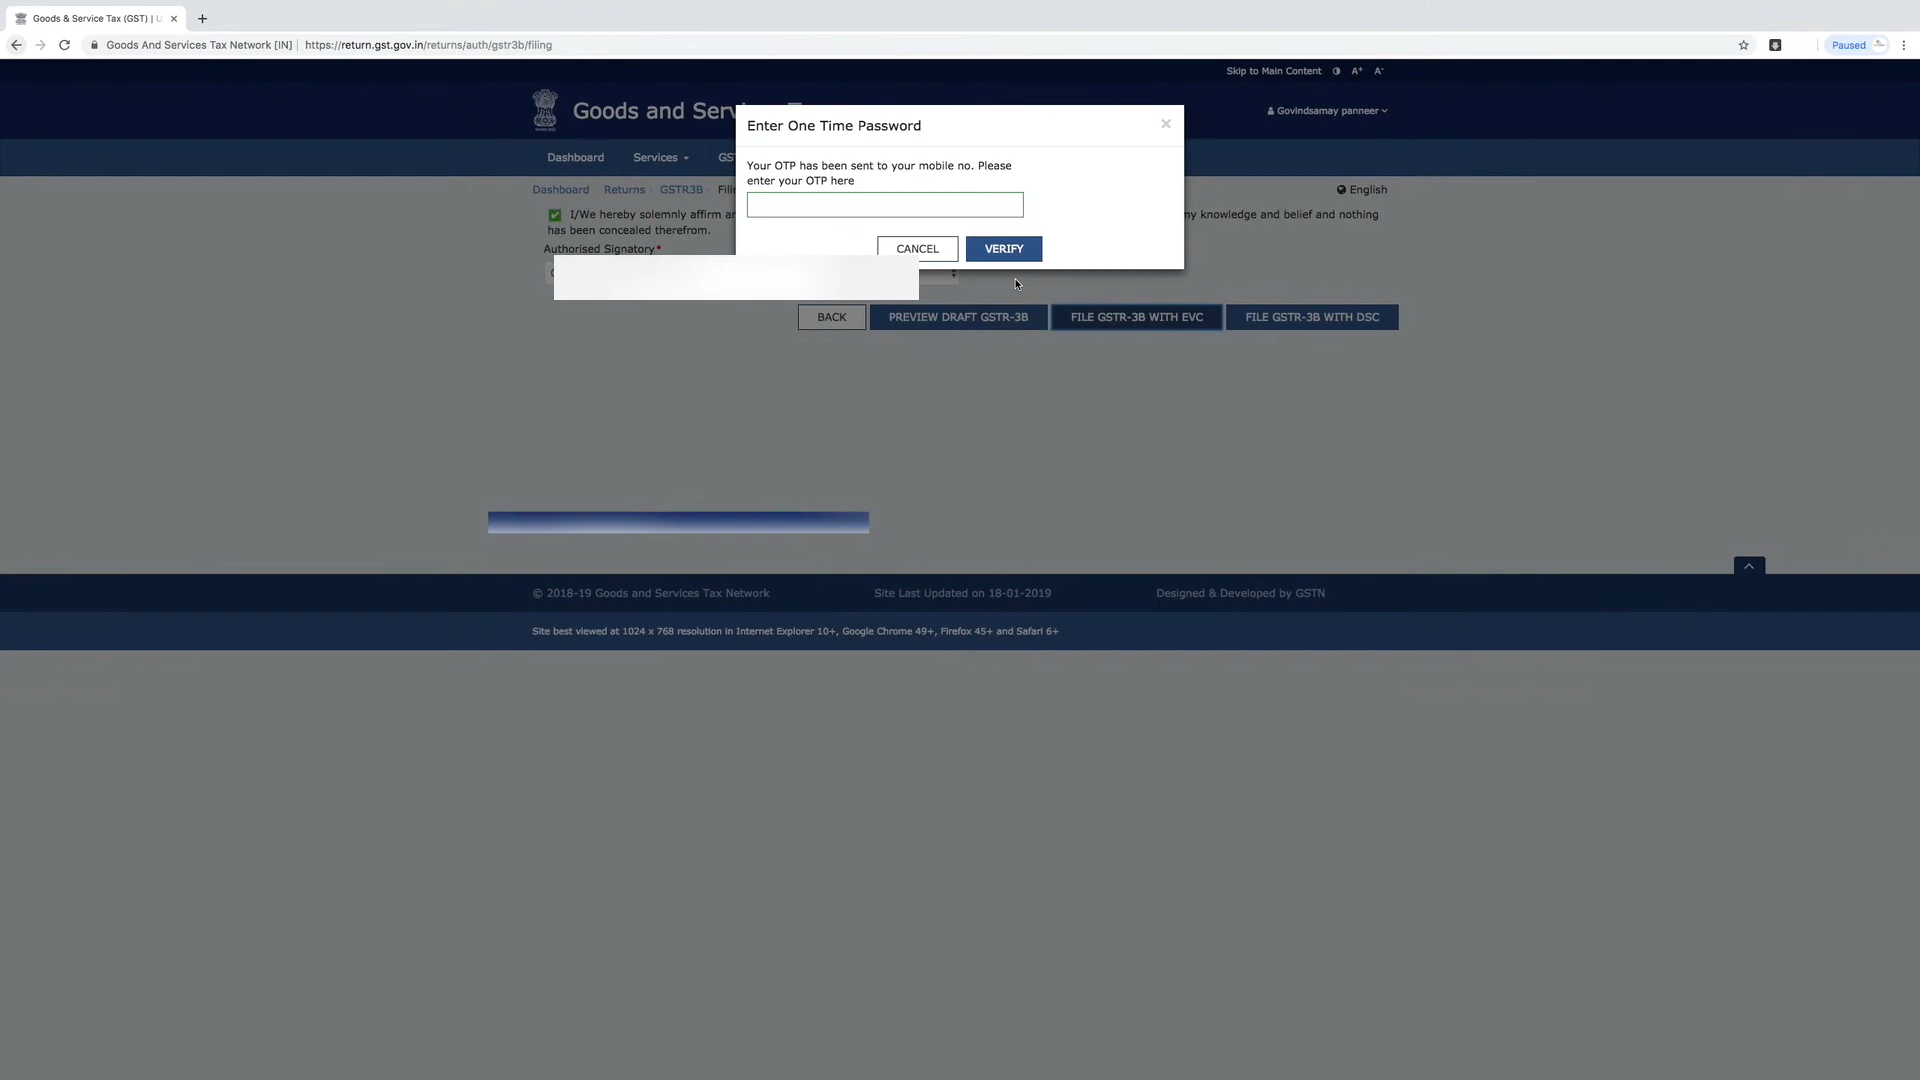 Goods & Service Tax (GST) | U
Goods And Services Tax Network [IN] https://return.gst.gov.in/returns/auth/gstr3b/filing Paused
Skip to Main Content A+ A-
Goods and Serv
Govindsamay panneer
Dashboard Services GS
Dashboard Returns GSTR3B Filin English
Enter One Time Password
Your OTP has been sent to your mobile no. Please
enter your OTP here
CANCEL VERIFY
I/We hereby solemnly affirm a my knowledge and belief and nothing
has been concealed therefrom.
Authorised Signatory*
BACK PREVIEW DRAFT GSTR-3B FILE GSTR-3B WITH EVC FILE GSTR-3B WITH DSC
© 2018-19 Goods and Services Tax Network Site Last Updated on 18-01-2019 Designed & Developed by GSTN
Site best viewed at 1024 x 768 resolution in Internet Explorer 10+, Google Chrome 49+, Firefox 45+ and Safari 6+